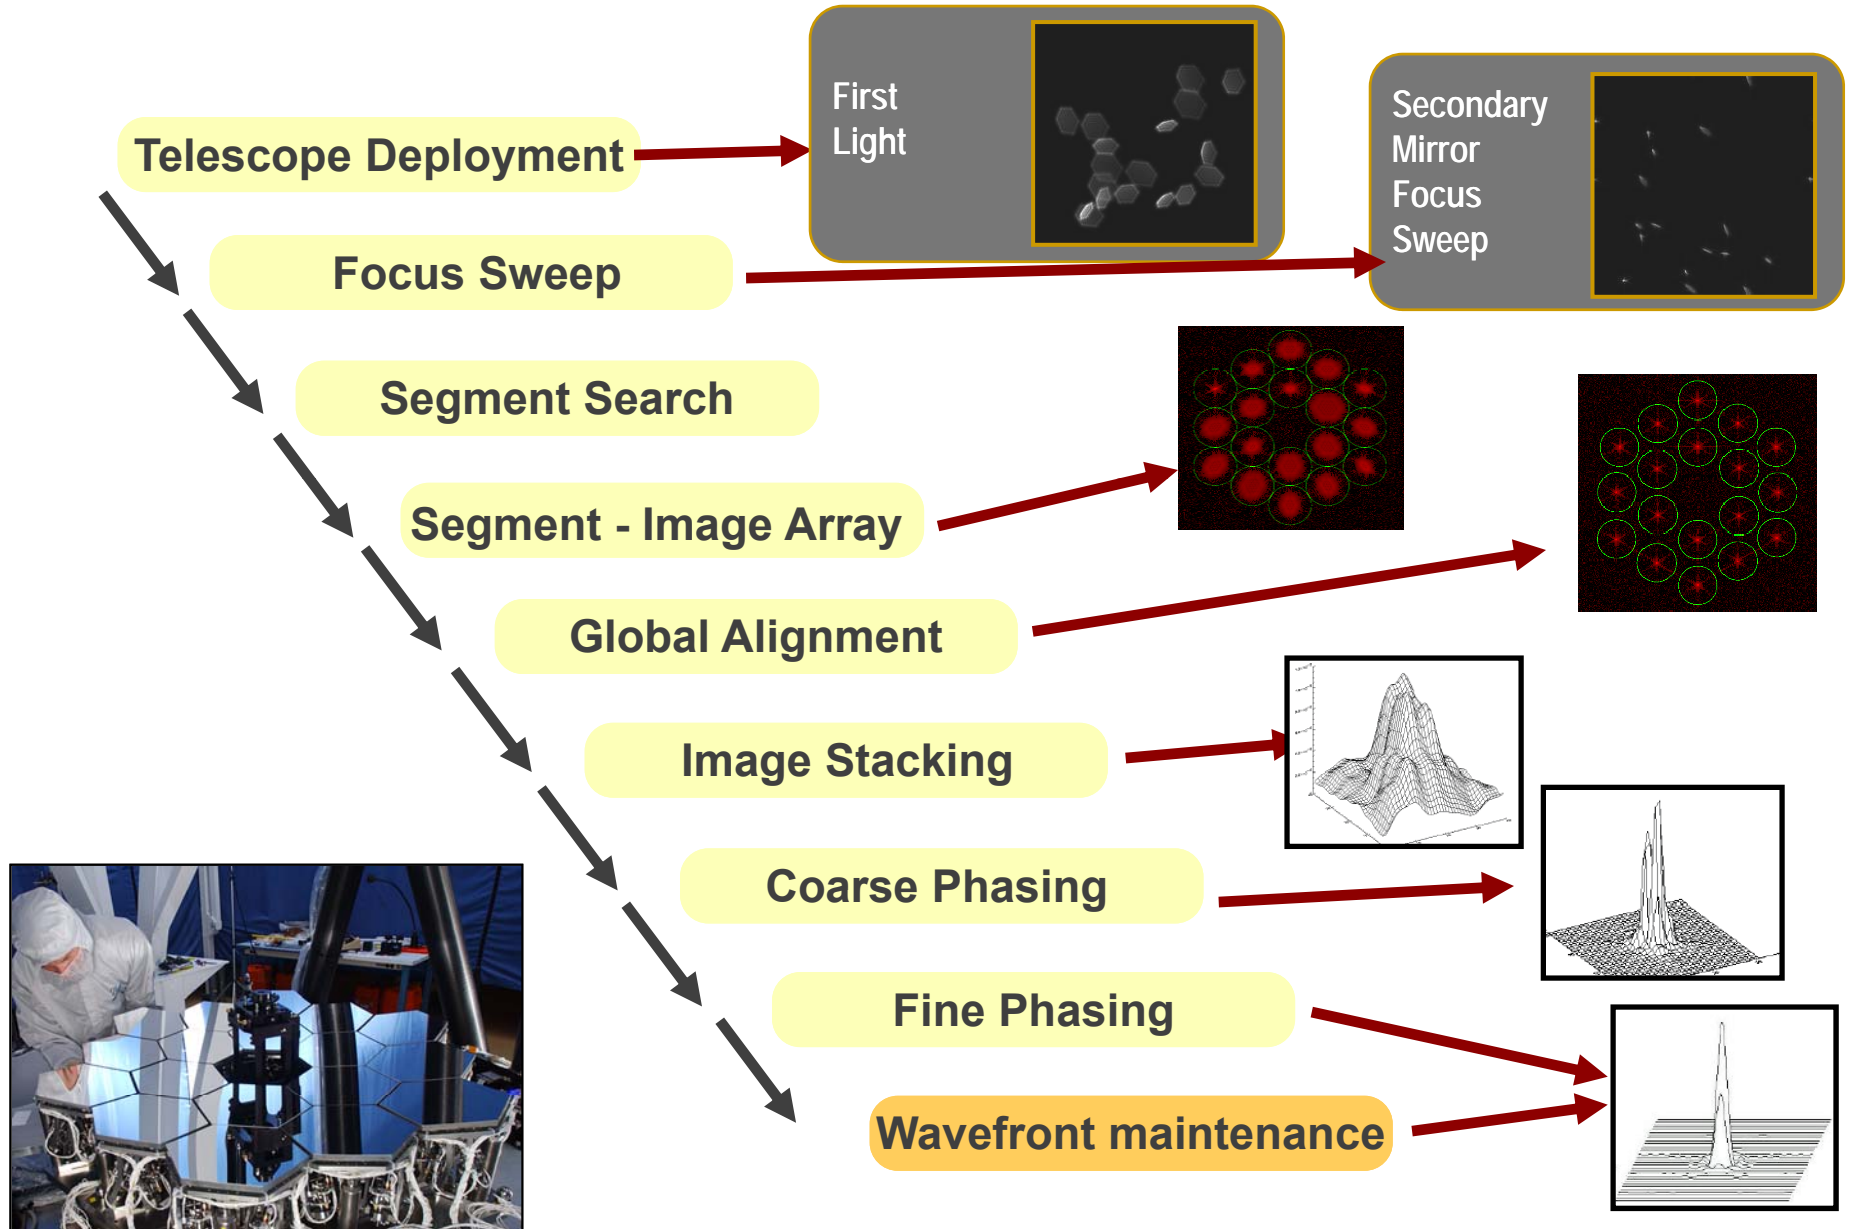 First
Light
Secondary
Mirror
Focus
Sweep
Telescope Deployment
Focus Sweep
Segment Search
Segment - Image Array
Global Alignment
Image Stacking
Coarse Phasing
Fine Phasing
Wavefront maintenance